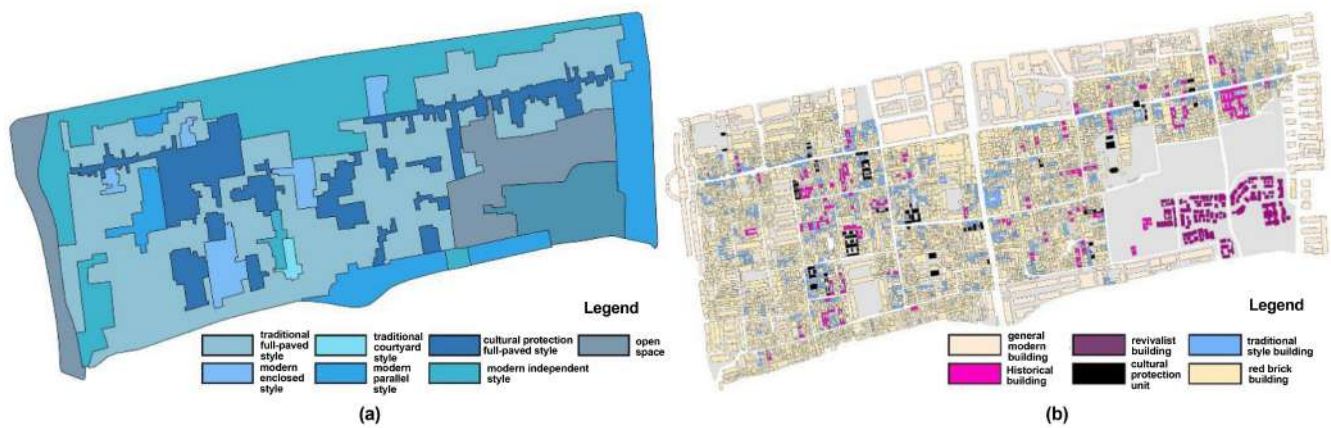 Legend
traditional
full-paved
style
traditional
courtyard
style
cultural protection
full-paved style
open
space
modern
enclosed
style
modern
parallel
style
modern independent
style
(a)
Legend
general
modern
building
revivalist
building
traditional
style building
Historical
building
cultural
protection
unit
red brick
building
(b)